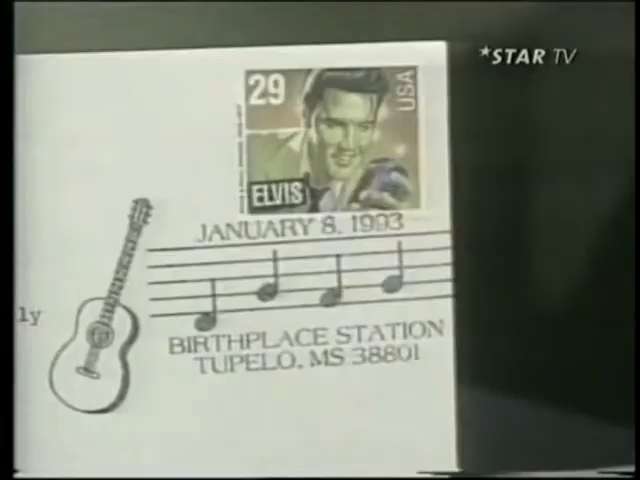 *STAR TV
29
USA
ELVIS
JANUARY 8, 1993
ly
BIRTHPLACE STATION
TUPELO, MS 38801